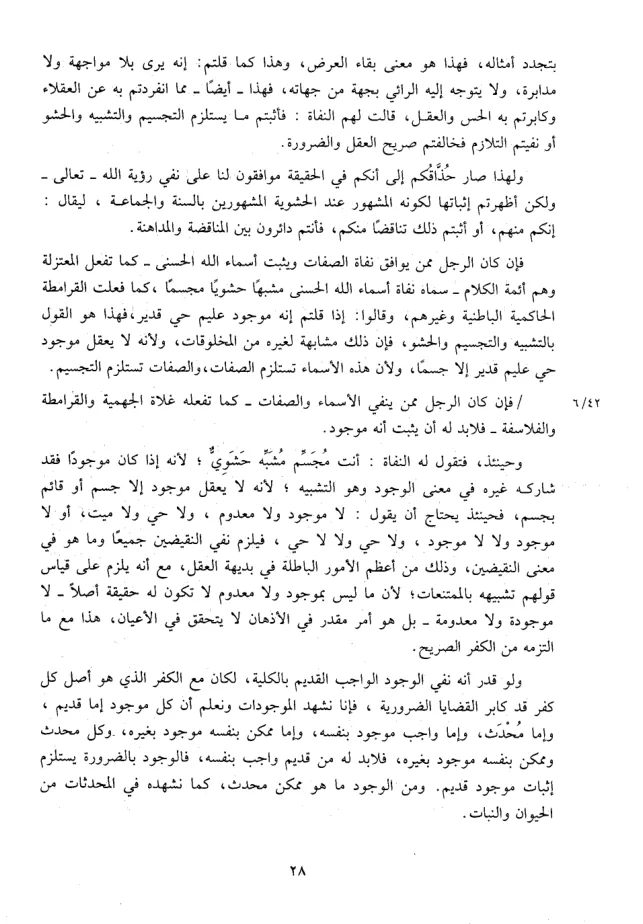 بتجدد أمثاله، فهذا هو معنى بقاء العرض، وهذا كما قلتم: إنه يرى بلا مواجهة ولا
مدابرة، ولا يتوجه إليه الرائي بجهة من جهاته، فهذا ـ أيضًا ـ مما انفردتم به عن العقلاء
وكابرتم به الحس والعقل، قالت لهم النفاة : فأثبتم ما يستلزم التجسيم والتشبيه والحشو
أو نفيتم التلازم فخالفتم صريح العقل والضرورة.
ولهذا صار حُذَّاقُكم إلى أنكم في الحقيقة موافقون لنا على نفي رؤية الله ـ تعالى ـ
ولكن أظهرتم إثباتها لكونه المشهور عند الحشوية المشهورين بالسنة والجماعة ، ليقال :
إنكم منهم، أو أثبتم ذلك تناقضًا منكم، فأنتم دائرون بين المناقضة والمداهنة.
فإن كان الرجل ممن يوافق نفاة الصفات ويثبت أسماء الله الحسنى ـ كما تفعل المعتزلة
وهم أئمة الكلام ـ سماه نفاة أسماء الله الحسنى مشبهًا حشويًا مجسمًا ،كما فعلت القرامطة
الحاكمية الباطنية وغيرهم، وقالوا: إذا قلتم إنه موجود عليم حي قدير،فهذا هو القول
بالتشبيه والتجسيم والحشو، فإن ذلك مشابهة لغيره من المخلوقات، ولأنه لا يعقل موجود
حي عليم قدير إلا جسمًا، ولأن هذه الأسماء تستلزم الصفات،والصفات تستلزم التجسيم.
٦/٤٢ / فإن كان الرجل ممن ينفي الأسماء والصفات ـ كما تفعله غلاة الجهمية والقرامطة
والفلاسفة ـ فلابد له أن يثبت أنه موجود.
وحينئذ، فتقول له النفاة : أنت مُجَسِّم مُشَبِّه حَشَوِيٌّ ؛ لأنه إذا كان موجودًا فقد
شاركه غيره في معنى الوجود وهو التشبيه ؛ لأنه لا يعقل موجود إلا جسم أو قائم
بجسم، فحينئذ يحتاج أن يقول : لا موجود ولا معدوم ، ولا حي ولا ميت، أو لا
موجود ولا لا موجود ، ولا حي ولا لا حي ، فيلزم نفي النقيضين جميعًا وما هو في
معنى النقيضين، وذلك من أعظم الأمور الباطلة في بديهة العقل، مع أنه يلزم على قياس
قولهم تشبيهه بالممتنعات؛ لأن ما ليس بموجود ولا معدوم لا تكون له حقيقة أصلاً ـ لا
موجودة ولا معدومة ـ بل هو أمر مقدر في الأذهان لا يتحقق في الأعيان، هذا مع ما
التزمه من الكفر الصريح.
ولو قدر أنه نفي الوجود الواجب القديم بالكلية، لكان مع الكفر الذي هو أصل كل
كفر قد كابر القضايا الضرورية ، فإنا نشهد الموجودات ونعلم أن كل موجود إما قديم ،
وإما مُحْدَث، وإما واجب موجود بنفسه، وإما ممكن بنفسه موجود بغيره، وكل محدث
وممكن بنفسه موجود بغيره، فلابد له من قديم واجب بنفسه، فالوجود بالضرورة يستلزم
إثبات موجود قديم. ومن الوجود ما هو ممكن محدث، كما نشهده في المحدثات من
الحيوان والنبات.
٢٨